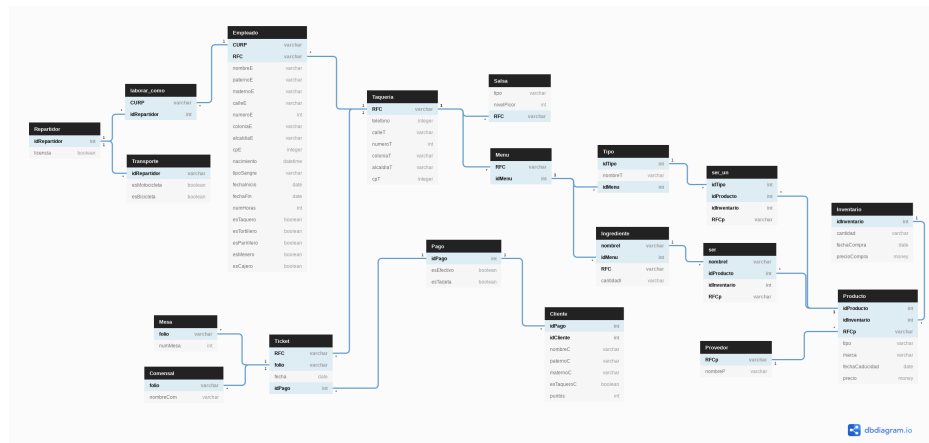 Empleado
CURP varchar
RFC varchar
nombreE varchar
paternoE varchar
maternoE varchar
calleE varchar
numeroE int
coloniaE varchar
alcaldiaE varchar
cpE integer
nacimiento datetime
tipoSangre varchar
fechaInicio date
fechaFin date
numHoras int
esTaquero boolean
esTortillero boolean
esParrillero boolean
esMesero boolean
esCajero boolean
laborar_como
CURP varchar
idRepartidor int
Repartidor
idRepartidor int
licencia boolean
Transporte
idRepartidor varchar
esMotocicleta boolean
esBicicleta boolean
Taqueria
RFC varchar
telefono integer
calleT varchar
numeroT int
coloniaT varchar
alcaldiaT varchar
cpT integer
Salsa
tipo varchar
nivelPicor int
RFC varchar
Menu
RFC varchar
idMenu int
Tipo
idTipo int
nombreT varchar
idMenu int
ser_un
idTipo int
idProducto int
idInventario int
RFCp varchar
Inventario
idInventario int
cantidad varchar
fechaCompra date
precioCompra money
Ingrediente
nombreI varchar
idMenu int
RFC varchar
cantidadI varchar
ser
nombreI varchar
idProducto int
idInventario int
RFCp varchar
Pago
idPago int
esEfectivo boolean
esTarjeta boolean
Producto
idProducto int
idInventario int
RFCp varchar
tipo varchar
marca varchar
fechaCaducidad date
precio money
Cliente
idPago int
idCliente int
nombreC varchar
paternoC varchar
maternoC varchar
esTaqueroC boolean
puntos int
Provedor
RFCp varchar
nombreP varchar
Mesa
folio varchar
numMesa int
Ticket
RFC varchar
folio varchar
fecha date
idPago int
Comensal
folio varchar
nombreCom varchar
dbdiagram.io